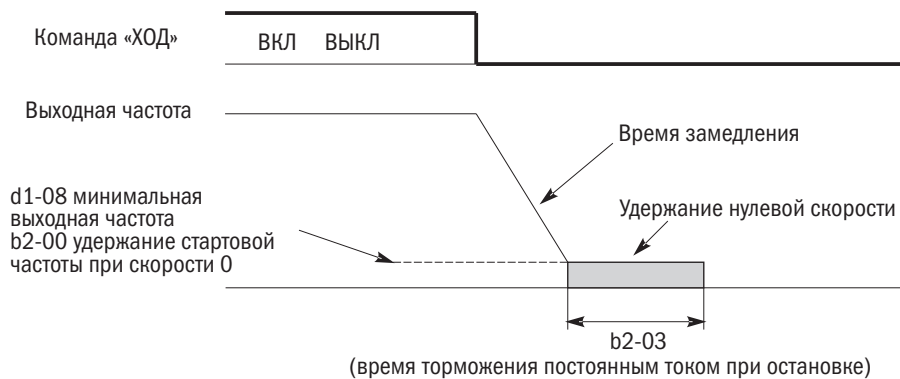 Команда «ХОД»
ВКЛ ВЫКЛ
Выходная частота
Время замедления
d1-08 минимальная
выходная частота
b2-00 удержание стартовой
частоты при скорости 0
Удержание нулевой скорости
b2-03
(время торможения постоянным током при остановке)